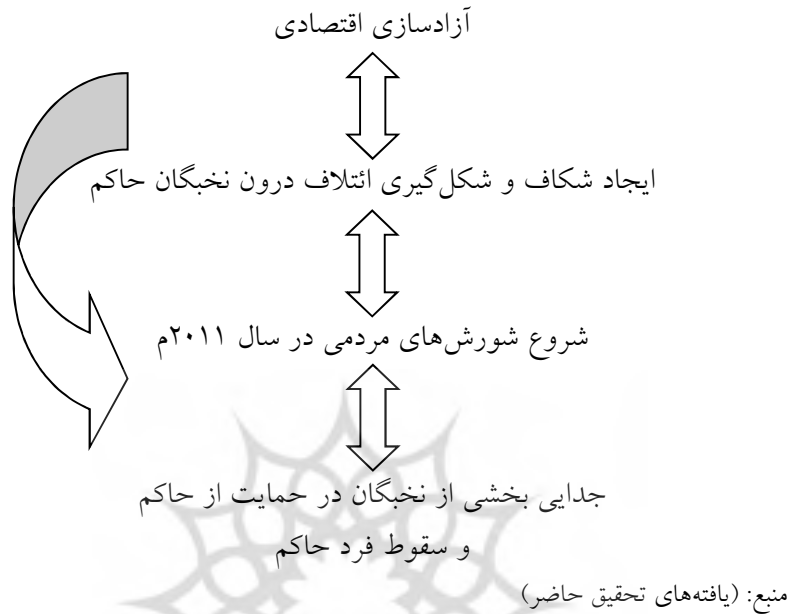 آزادسازی اقتصادی
ایجاد شکاف و شکل‌گیری ائتلاف درون نخبگان حاکم
شروع شورش‌های مردمی در سال ۲۰۱۱م
جدایی بخشی از نخبگان در حمایت از حاکم
و سقوط فرد حاکم
منبع: (یافته‌های تحقیق حاضر)